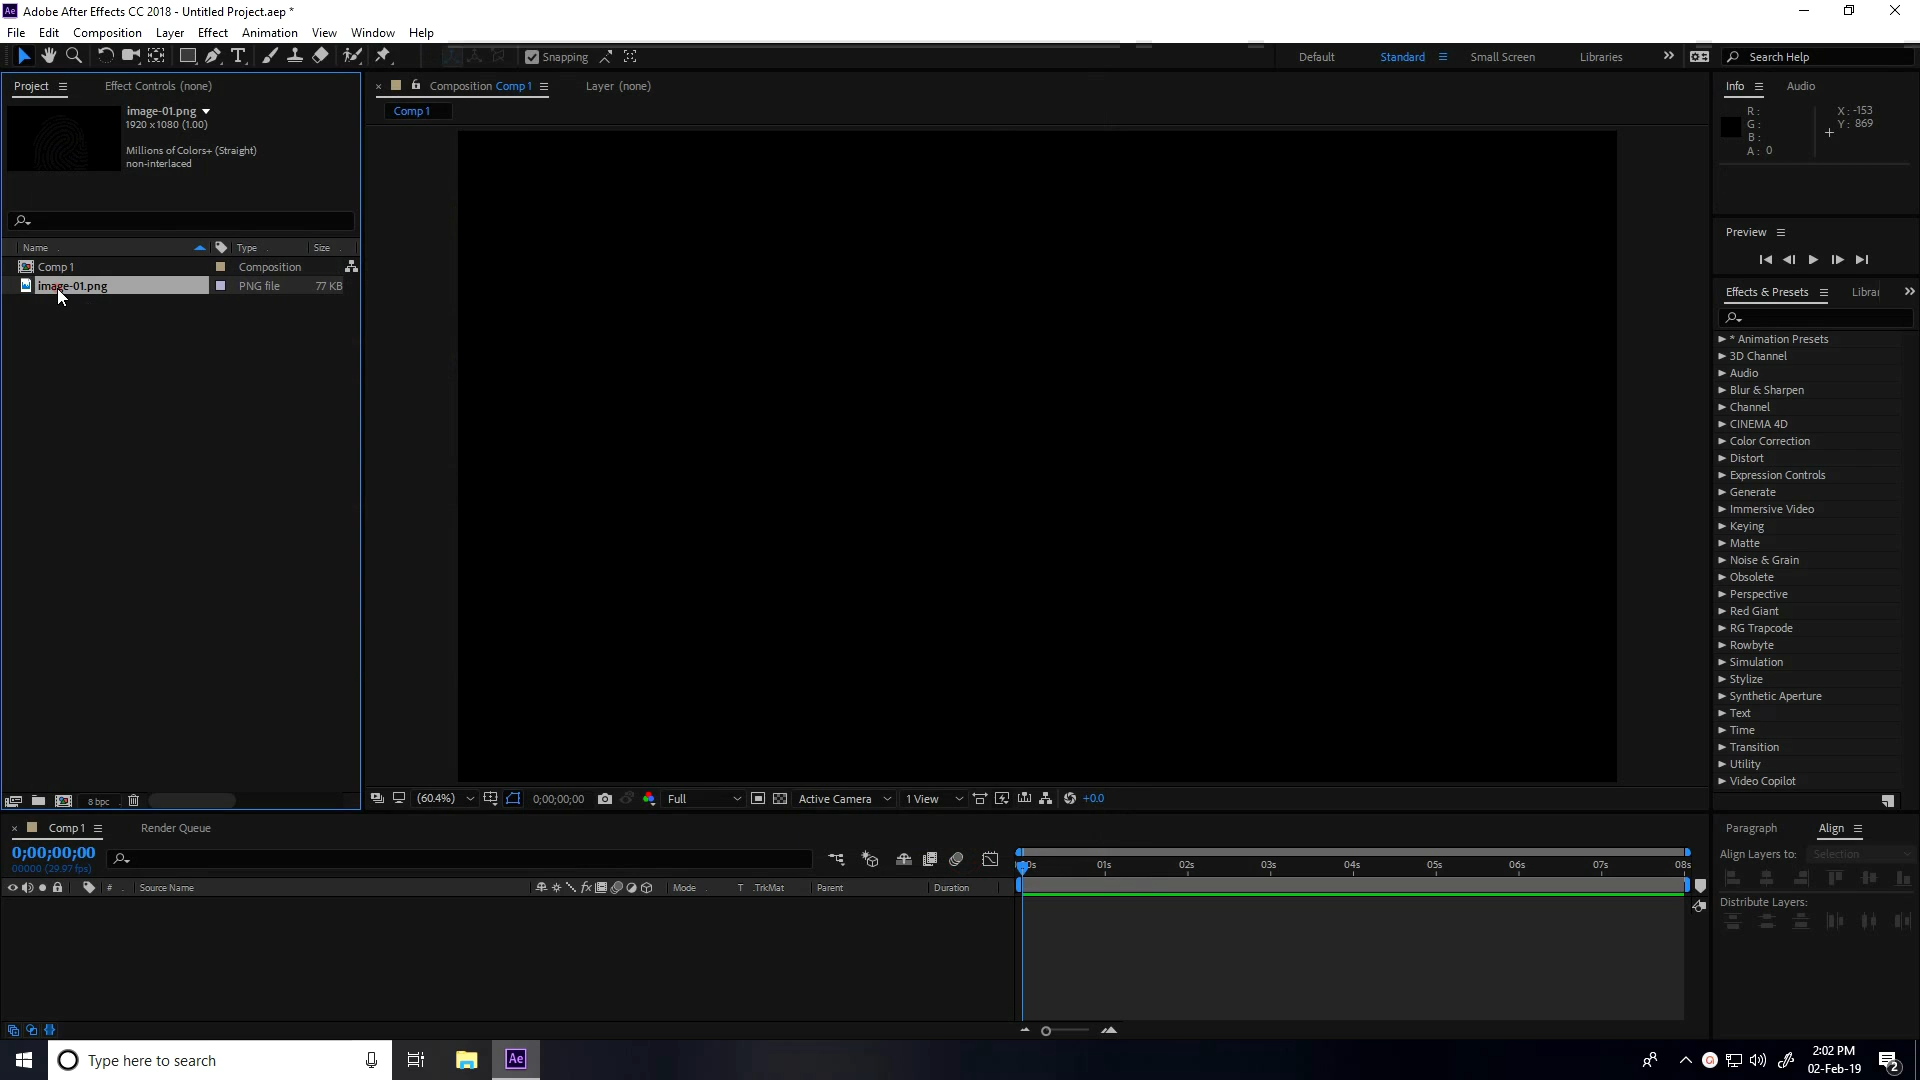 Ae Adobe After Effects CC 2018 - Untitled Project.aep *
File Edit Composition Layer Effect Animation View Window Help
Snapping
Default Standard Small Screen Libraries Search Help
Project Effect Controls (none)
image-01.png
1920 x 1080 (1.00)
Millions of Colors+ (Straight)
non-interlaced
Name Type Size
Comp 1 Composition
image-01.png PNG file 77 KB
8 bpc
Composition Comp 1 Layer (none)
Comp 1
(60.4%) 0;00;00;00 Full Active Camera 1 View +0.0
Info Audio
R: X: -153
G: Y: 869
B:
A: 0
Preview
Effects & Presets Librar
* Animation Presets
3D Channel
Audio
Blur & Sharpen
Channel
CINEMA 4D
Color Correction
Distort
Expression Controls
Generate
Immersive Video
Keying
Matte
Noise & Grain
Obsolete
Perspective
Red Giant
RG Trapcode
Rowbyte
Simulation
Stylize
Synthetic Aperture
Text
Time
Transition
Utility
Video Copilot
Comp 1 Render Queue
0;00;00;00
00000 (29.97 fps)
# Source Name fx Mode T .TrkMat Parent Duration
00s 01s 02s 03s 04s 05s 06s 07s 08s
Paragraph Align
Align Layers to: Selection
Distribute Layers:
Type here to search
Ae
2:02 PM
02-Feb-19
2